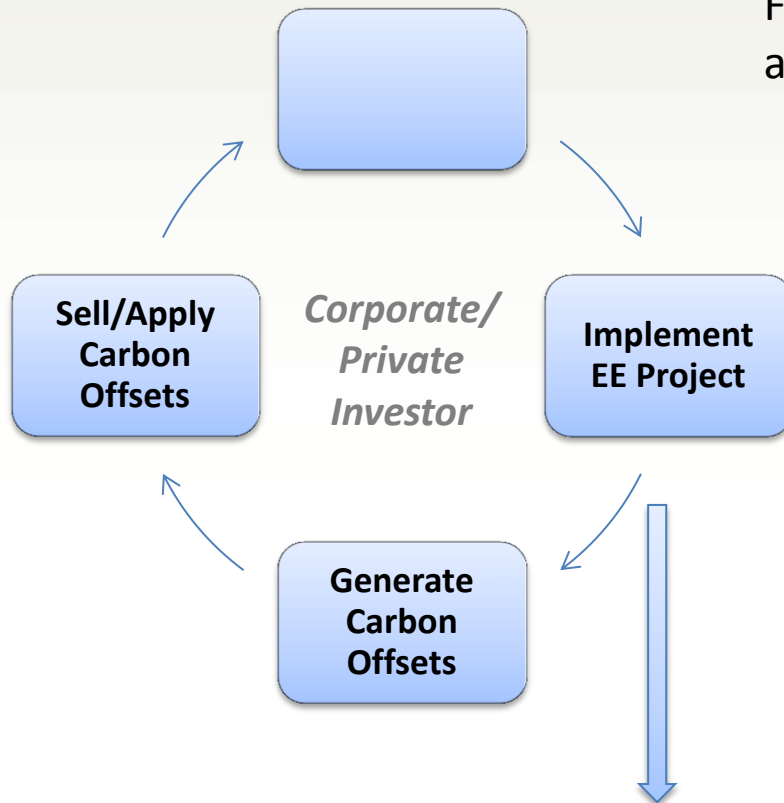 Sell/Apply
Carbon
Offsets
Corporate/
Private
Investor
Implement
EE Project
Generate
Carbon
Offsets